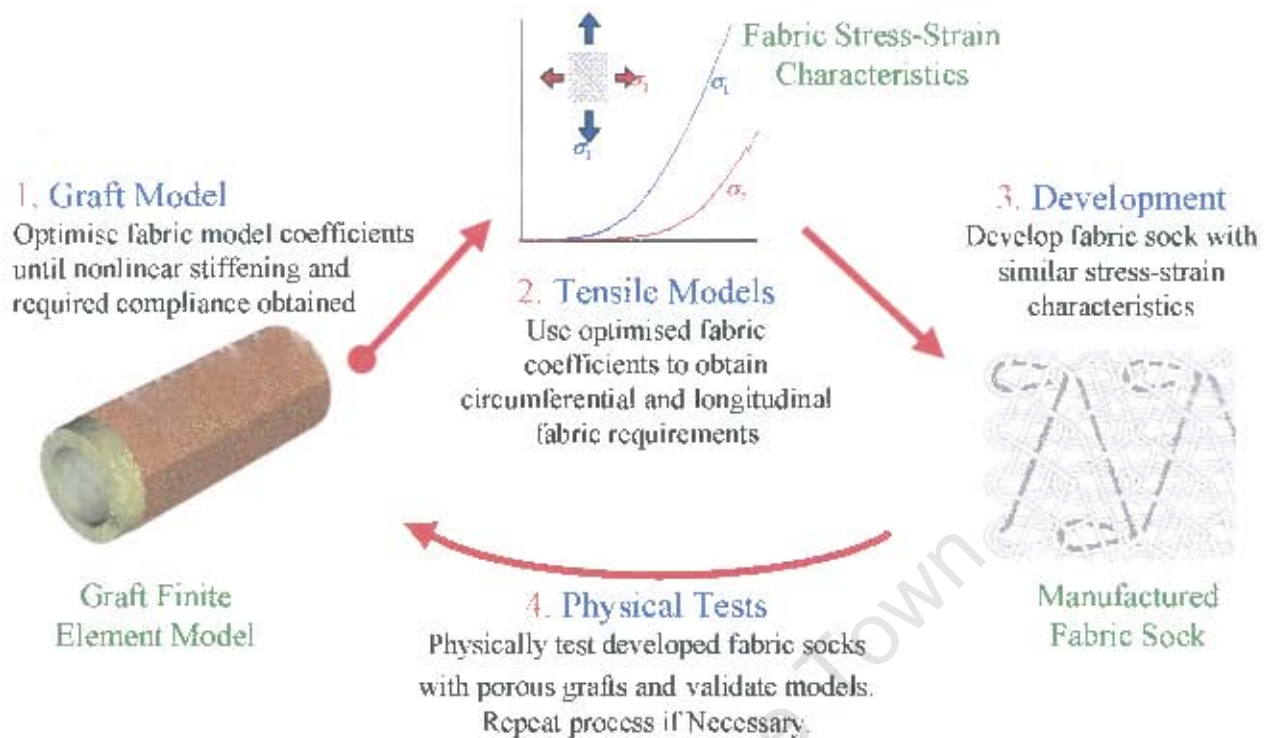 Fabric Stress-Strain
Characteristics
σ₁
σ₁
σ₁
1. Graft Model
Optimise fabric model coefficients
until nonlinear stiffening and
required compliance obtained
2. Tensile Models
Use optimised fabric
coefficients to obtain
circumferential and longitudinal
fabric requirements
3. Development
Develop fabric sock with
similar stress-strain
characteristics
Graft Finite
Element Model
4. Physical Tests
Physically test developed fabric socks
with porous grafts and validate models.
Repeat process if Necessary.
Manufactured
Fabric Sock
Town